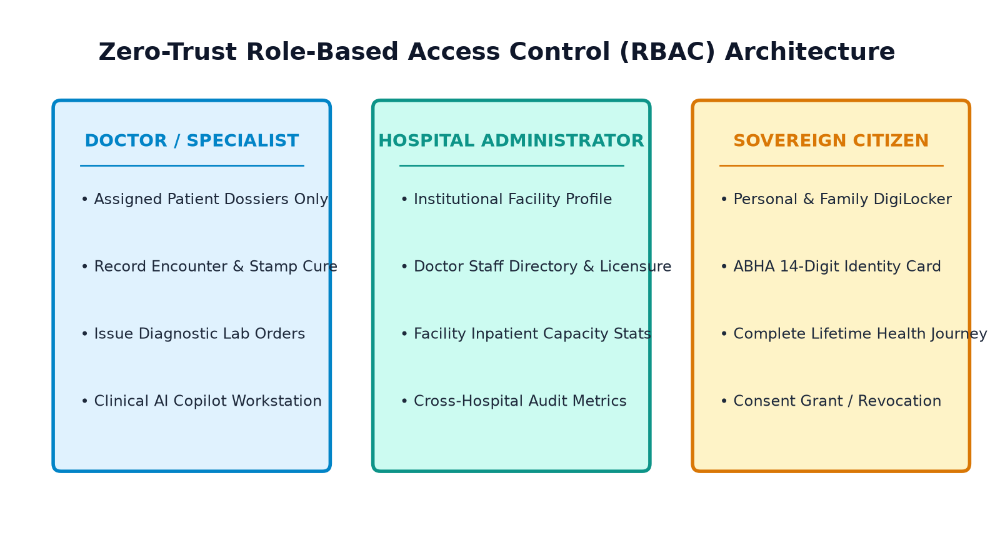 Zero-Trust Role-Based Access Control (RBAC) Architecture
DOCTOR / SPECIALIST
• Assigned Patient Dossiers Only
• Record Encounter & Stamp Cure
• Issue Diagnostic Lab Orders
• Clinical AI Copilot Workstation
HOSPITAL ADMINISTRATOR
• Institutional Facility Profile
• Doctor Staff Directory & Licensure
• Facility Inpatient Capacity Stats
• Cross-Hospital Audit Metrics
SOVEREIGN CITIZEN
• Personal & Family DigiLocker
• ABHA 14-Digit Identity Card
• Complete Lifetime Health Journey
• Consent Grant / Revocation